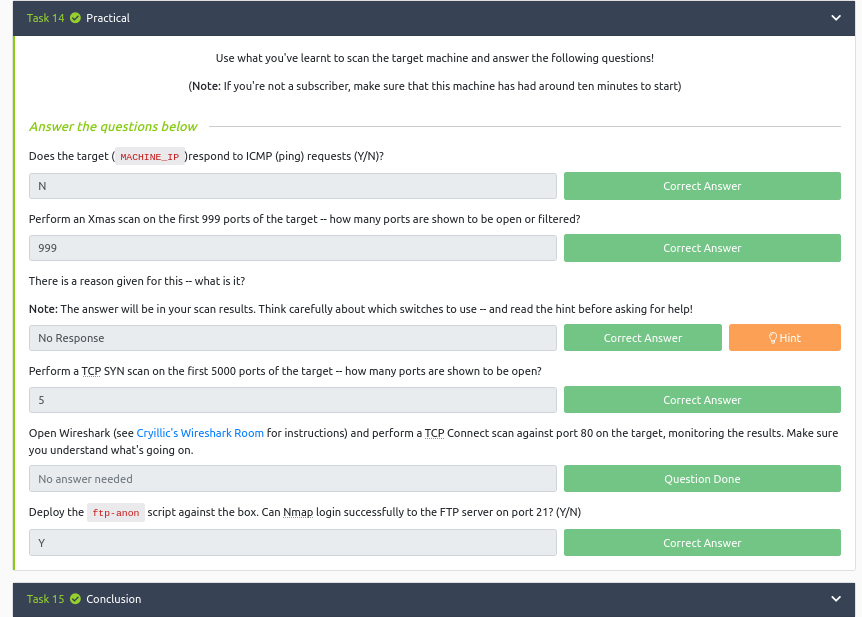 Task 14 Practical
Use what you've learnt to scan the target machine and answer the following questions!
(Note: If you're not a subscriber, make sure that this machine has had around ten minutes to start)
Answer the questions below
Does the target ( MACHINE_IP )respond to ICMP (ping) requests (Y/N)?
N
Correct Answer
Perform an Xmas scan on the first 999 ports of the target -- how many ports are shown to be open or filtered?
999
Correct Answer
There is a reason given for this -- what is it?
Note: The answer will be in your scan results. Think carefully about which switches to use -- and read the hint before asking for help!
No Response
Correct Answer
Hint
Perform a TCP SYN scan on the first 5000 ports of the target -- how many ports are shown to be open?
5
Correct Answer
Open Wireshark (see Cryillic's Wireshark Room for instructions) and perform a TCP Connect scan against port 80 on the target, monitoring the results. Make sure
you understand what's going on.
No answer needed
Question Done
Deploy the ftp-anon script against the box. Can Nmap login successfully to the FTP server on port 21? (Y/N)
Y
Correct Answer
Task 15 Conclusion